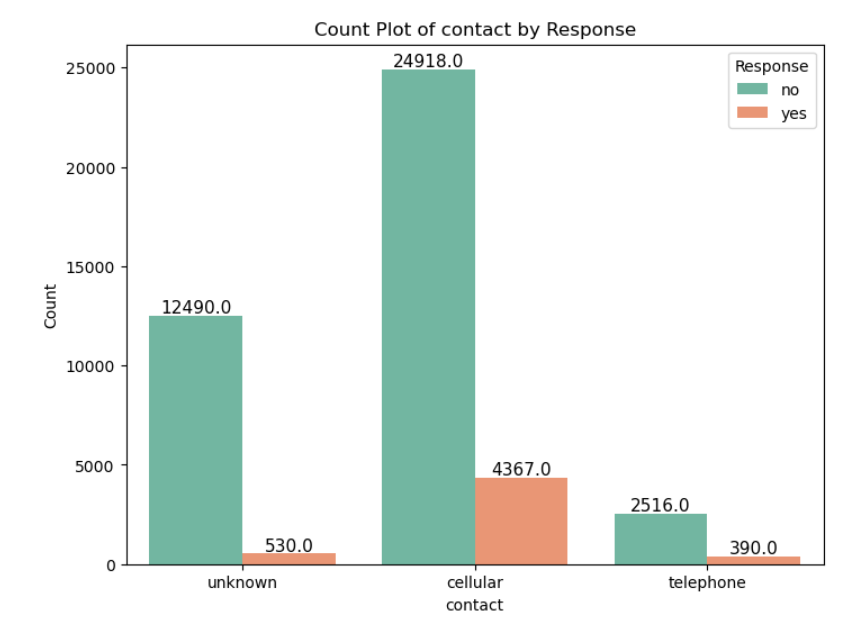 Count Plot of contact by Response
Response
no
yes
Count
25000
20000
15000
10000
5000
0
12490.0
530.0
24918.0
4367.0
2516.0
390.0
unknown
cellular
telephone
contact